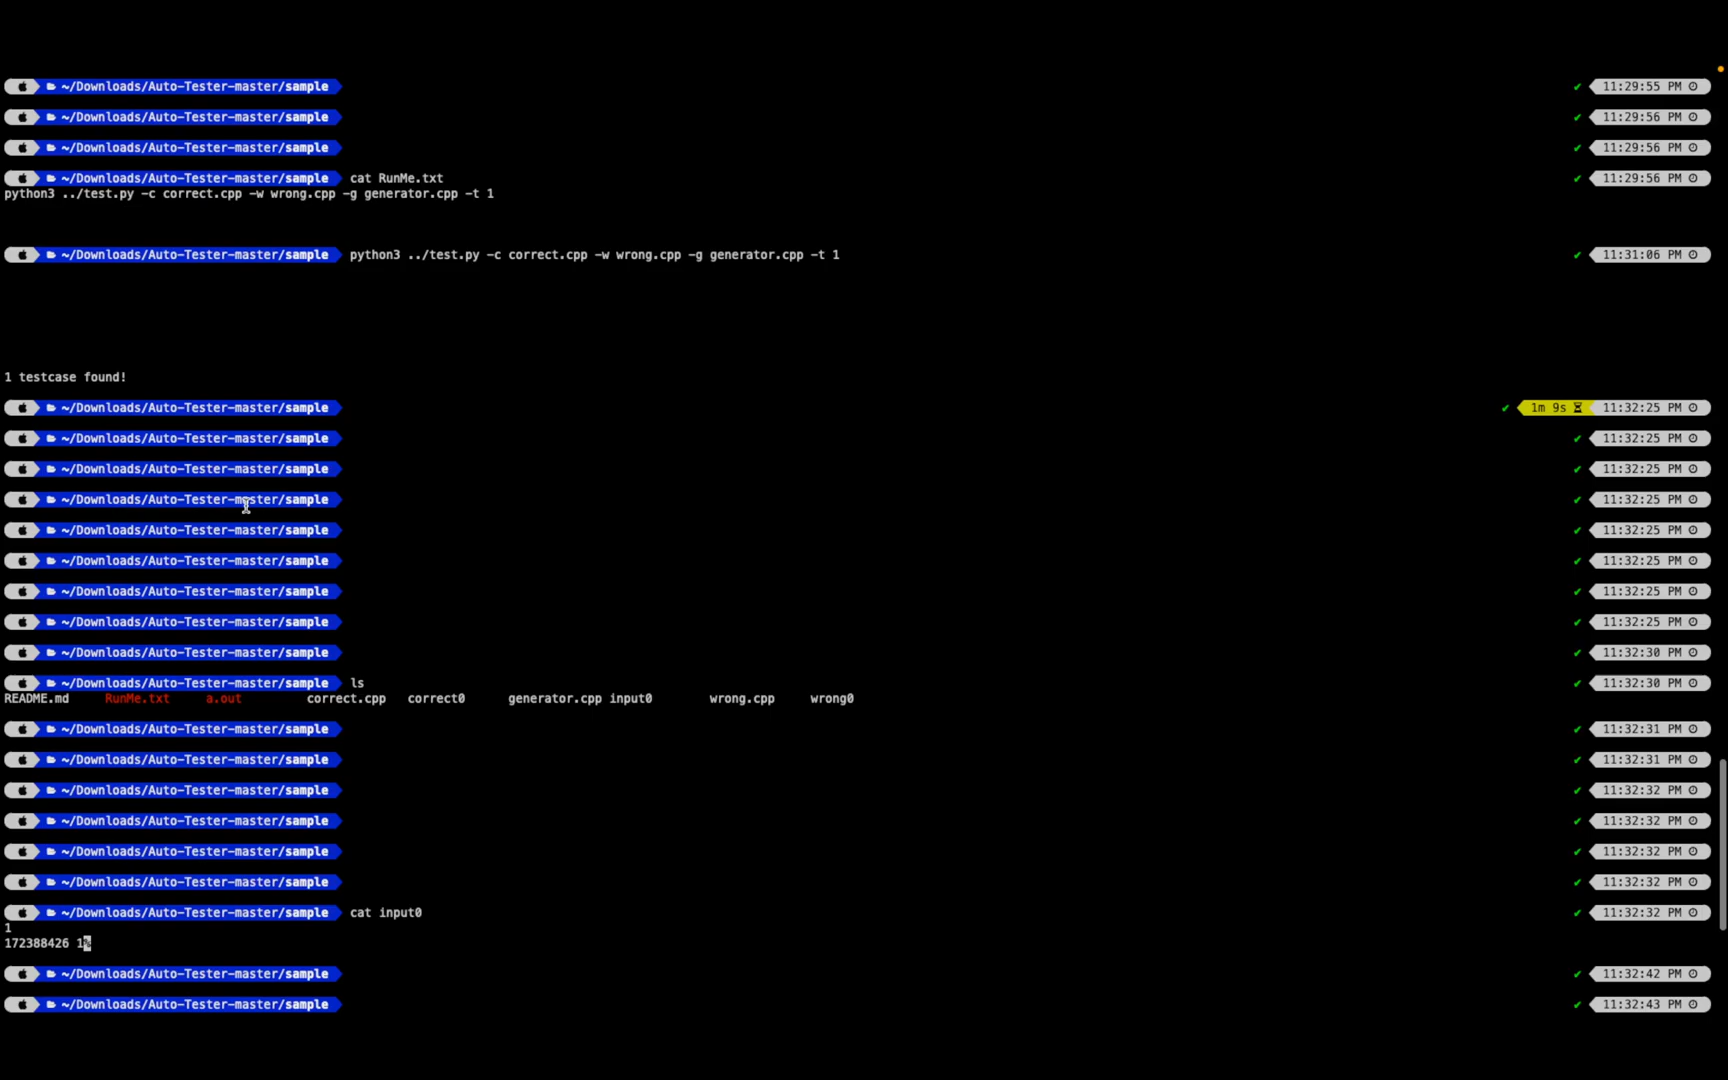 ~/Downloads/Auto-Tester-master/sample ✔ 11:29:55 PM
~/Downloads/Auto-Tester-master/sample ✔ 11:29:56 PM
~/Downloads/Auto-Tester-master/sample ✔ 11:29:56 PM
~/Downloads/Auto-Tester-master/sample cat RunMe.txt ✔ 11:29:56 PM
python3 ../test.py -c correct.cpp -w wrong.cpp -g generator.cpp -t 1
~/Downloads/Auto-Tester-master/sample python3 ../test.py -c correct.cpp -w wrong.cpp -g generator.cpp -t 1 ✔ 11:31:06 PM
1 testcase found!
~/Downloads/Auto-Tester-master/sample ✔ 1m 9s 11:32:25 PM
~/Downloads/Auto-Tester-master/sample ✔ 11:32:25 PM
~/Downloads/Auto-Tester-master/sample ✔ 11:32:25 PM
~/Downloads/Auto-Tester-master/sample ✔ 11:32:25 PM
~/Downloads/Auto-Tester-master/sample ✔ 11:32:25 PM
~/Downloads/Auto-Tester-master/sample ✔ 11:32:25 PM
~/Downloads/Auto-Tester-master/sample ✔ 11:32:25 PM
~/Downloads/Auto-Tester-master/sample ✔ 11:32:25 PM
~/Downloads/Auto-Tester-master/sample ✔ 11:32:30 PM
~/Downloads/Auto-Tester-master/sample ls ✔ 11:32:30 PM
README.md RunMe.txt a.out correct.cpp correct0 generator.cpp input0 wrong.cpp wrong0
~/Downloads/Auto-Tester-master/sample ✔ 11:32:31 PM
~/Downloads/Auto-Tester-master/sample ✔ 11:32:31 PM
~/Downloads/Auto-Tester-master/sample ✔ 11:32:32 PM
~/Downloads/Auto-Tester-master/sample ✔ 11:32:32 PM
~/Downloads/Auto-Tester-master/sample ✔ 11:32:32 PM
~/Downloads/Auto-Tester-master/sample ✔ 11:32:32 PM
~/Downloads/Auto-Tester-master/sample cat input0 ✔ 11:32:32 PM
1
172388426 1%
~/Downloads/Auto-Tester-master/sample ✔ 11:32:42 PM
~/Downloads/Auto-Tester-master/sample ✔ 11:32:43 PM